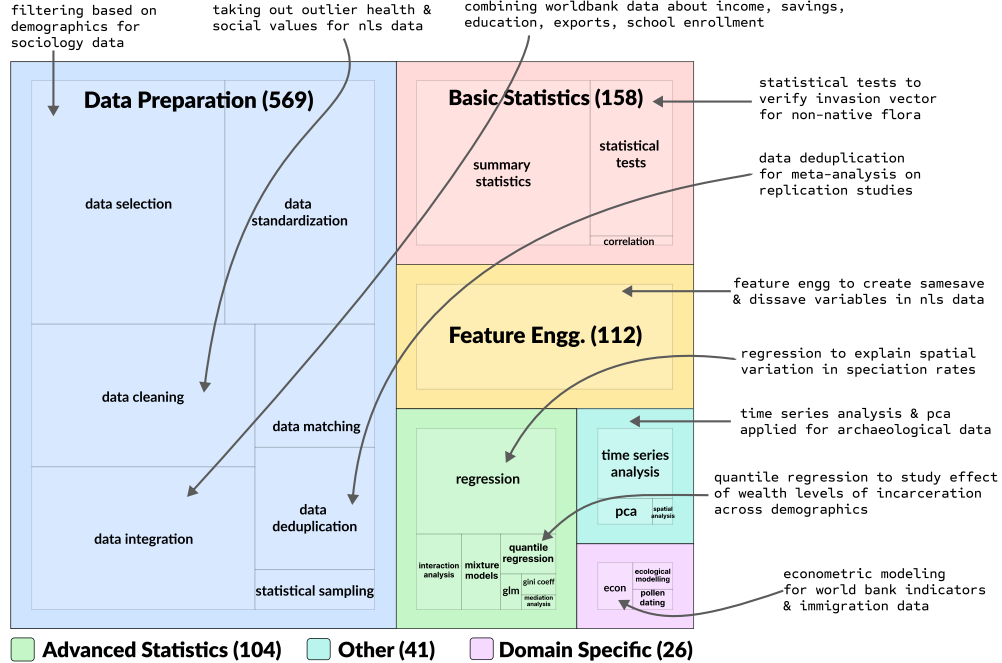 filtering based on
demographics for
sociology data
taking out outlier health &
social values for nls data
combining worldbank data about income, savings,
education, exports, school enrollment
Data Preparation (569)
data selection
data
standardization
data cleaning
data matching
data integration
data
deduplication
statistical sampling
Basic Statistics (158)
summary
statistics
statistical
tests
correlation
Feature Engg. (112)
regression
interaction
analysis
mixture
models
quantile
regression
glm
gini coeff
mediation
analysis
time series
analysis
pca
spatial
analysis
econ
ecological
modelling
pollen
dating
statistical tests to
verify invasion vector
for non-native flora
data deduplication
for meta-analysis on
replication studies
feature engg to create samesave
& dissave variables in nls data
regression to explain spatial
variation in speciation rates
time series analysis & pca
applied for archaeological data
quantile regression to study effect
of wealth levels of incarceration
across demographics
econometric modeling
for world bank indicators
& immigration data
Advanced Statistics (104)
Other (41)
Domain Specific (26)